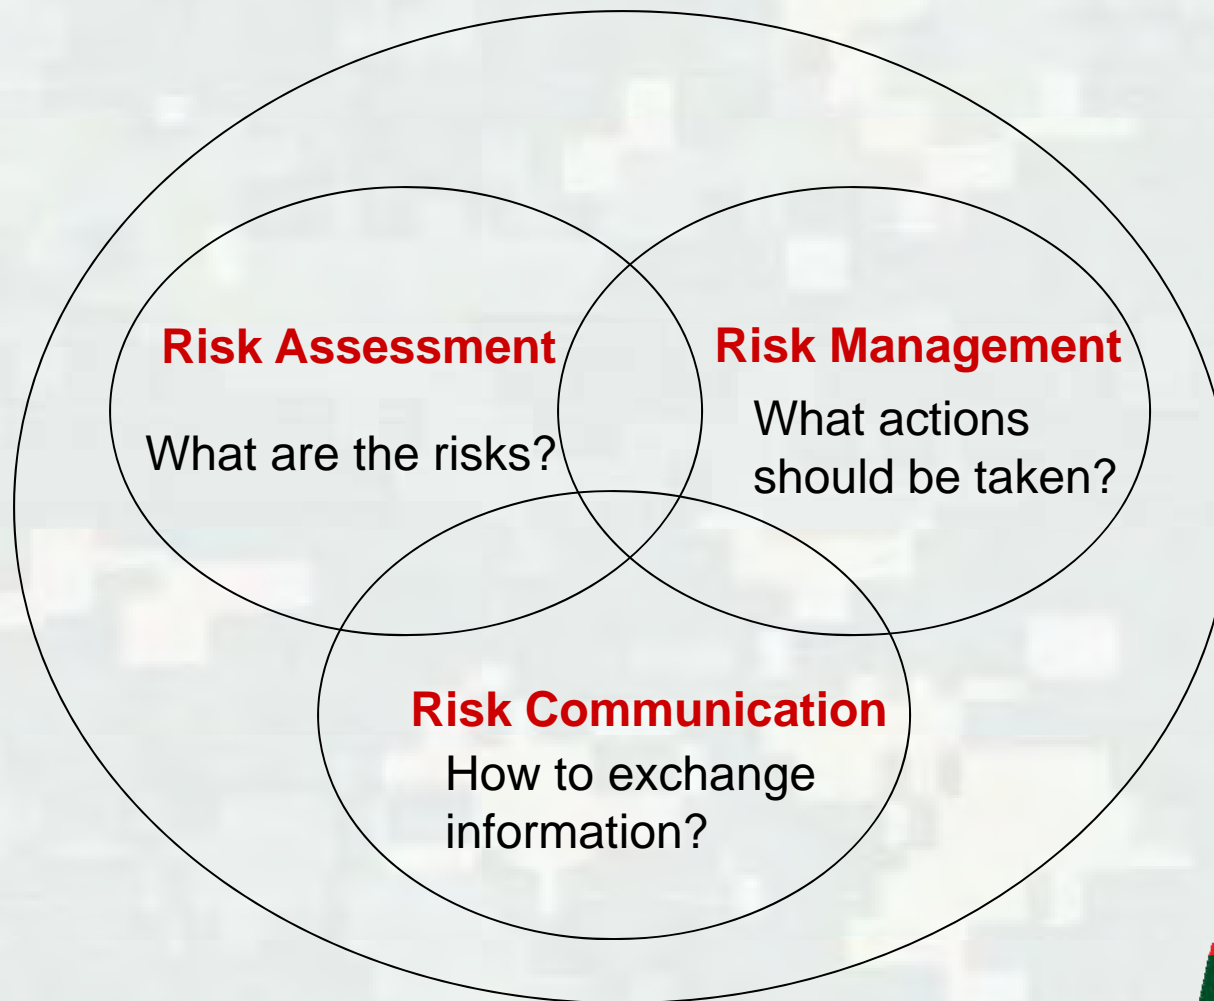 Risk Assessment
What are the risks?
Risk Management
What actions
should be taken?
Risk Communication
How to exchange
information?